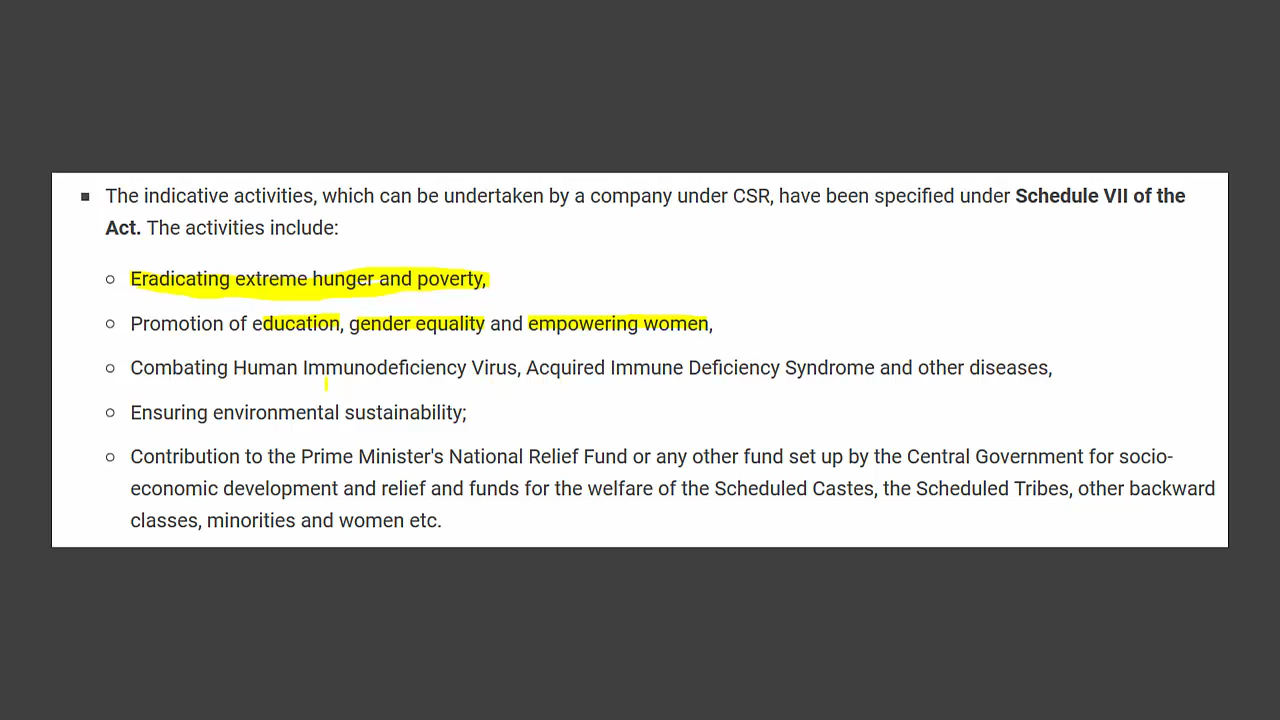 The indicative activities, which can be undertaken by a company under CSR, have been specified under Schedule VII of the
Act. The activities include:
Eradicating extreme hunger and poverty,
Promotion of education, gender equality and empowering women,
Combating Human Immunodeficiency Virus, Acquired Immune Deficiency Syndrome and other diseases,
Ensuring environmental sustainability;
Contribution to the Prime Minister's National Relief Fund or any other fund set up by the Central Government for socio-
economic development and relief and funds for the welfare of the Scheduled Castes, the Scheduled Tribes, other backward
classes, minorities and women etc.